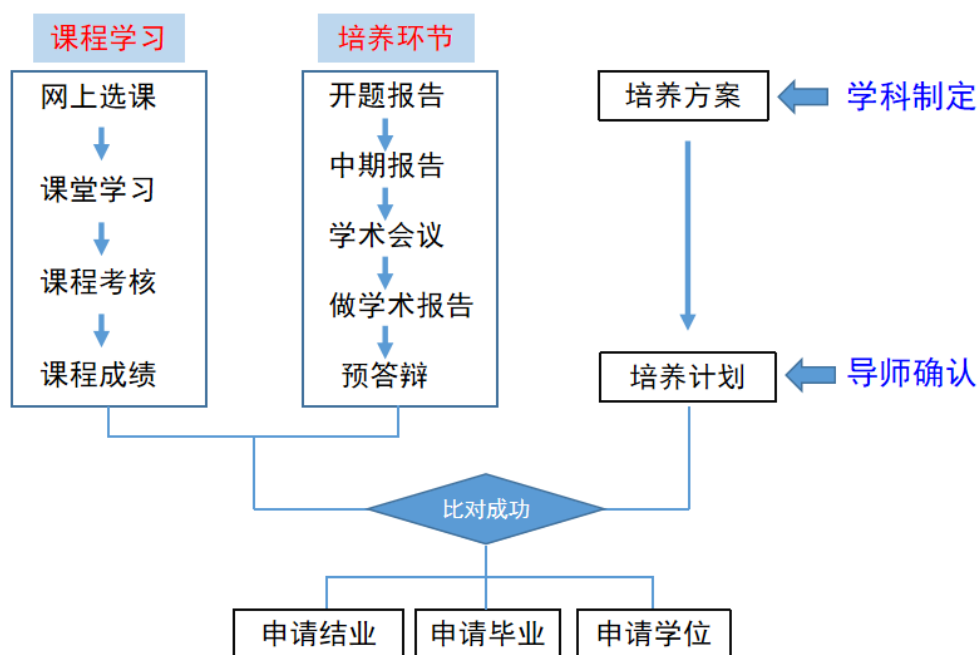 课程学习
网上选课
课堂学习
课程考核
课程成绩
培养环节
开题报告
中期报告
学术会议
做学术报告
预答辩
培养方案
学科制定
培养计划
导师确认
比对成功
申请结业
申请毕业
申请学位